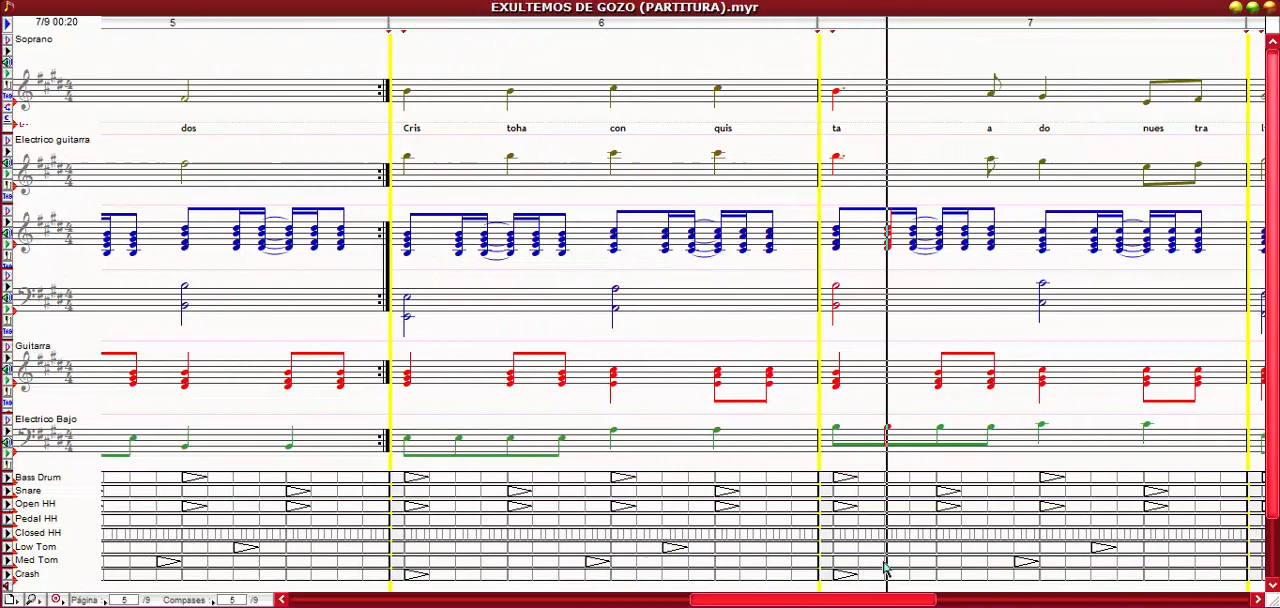 EXULTEMOS DE GOZO (PARTITURA).myr
7/9 00:20 5 6 7
Soprano
dos Cris toha con quis ta a do nues tra
Electrico guitarra
Guitarra
Electrico Bajo
Bass Drum
Snare
Open HH
Pedal HH
Closed HH
Low Tom
Med Tom
Crash
Página 5 /9 Compases 5 /9